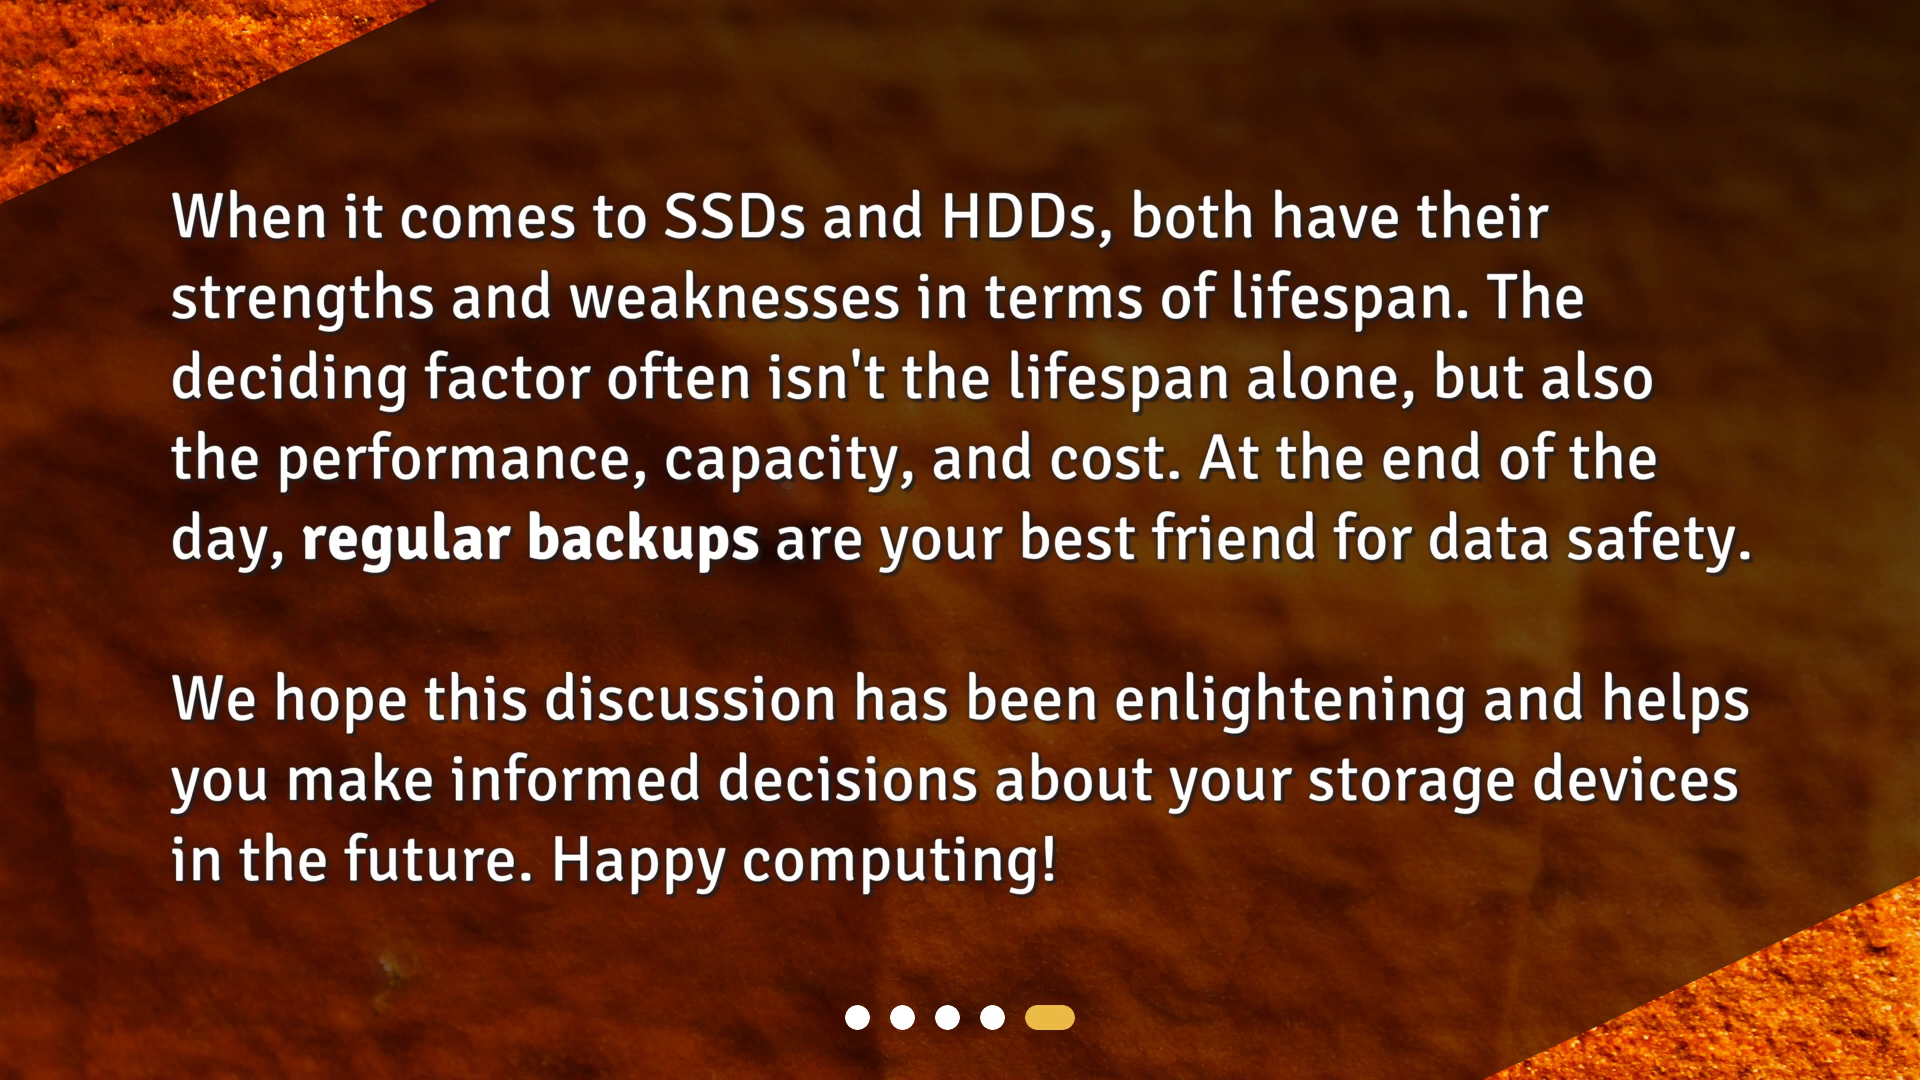 When it comes to SSDs and HDDs, both have their
strengths and weaknesses in terms of lifespan. The
deciding factor often isn't the lifespan alone, but also
the performance, capacity, and cost. At the end of the
day, regular backups are your best friend for data safety.
We hope this discussion has been enlightening and helps
you make informed decisions about your storage devices
in the future. Happy computing!